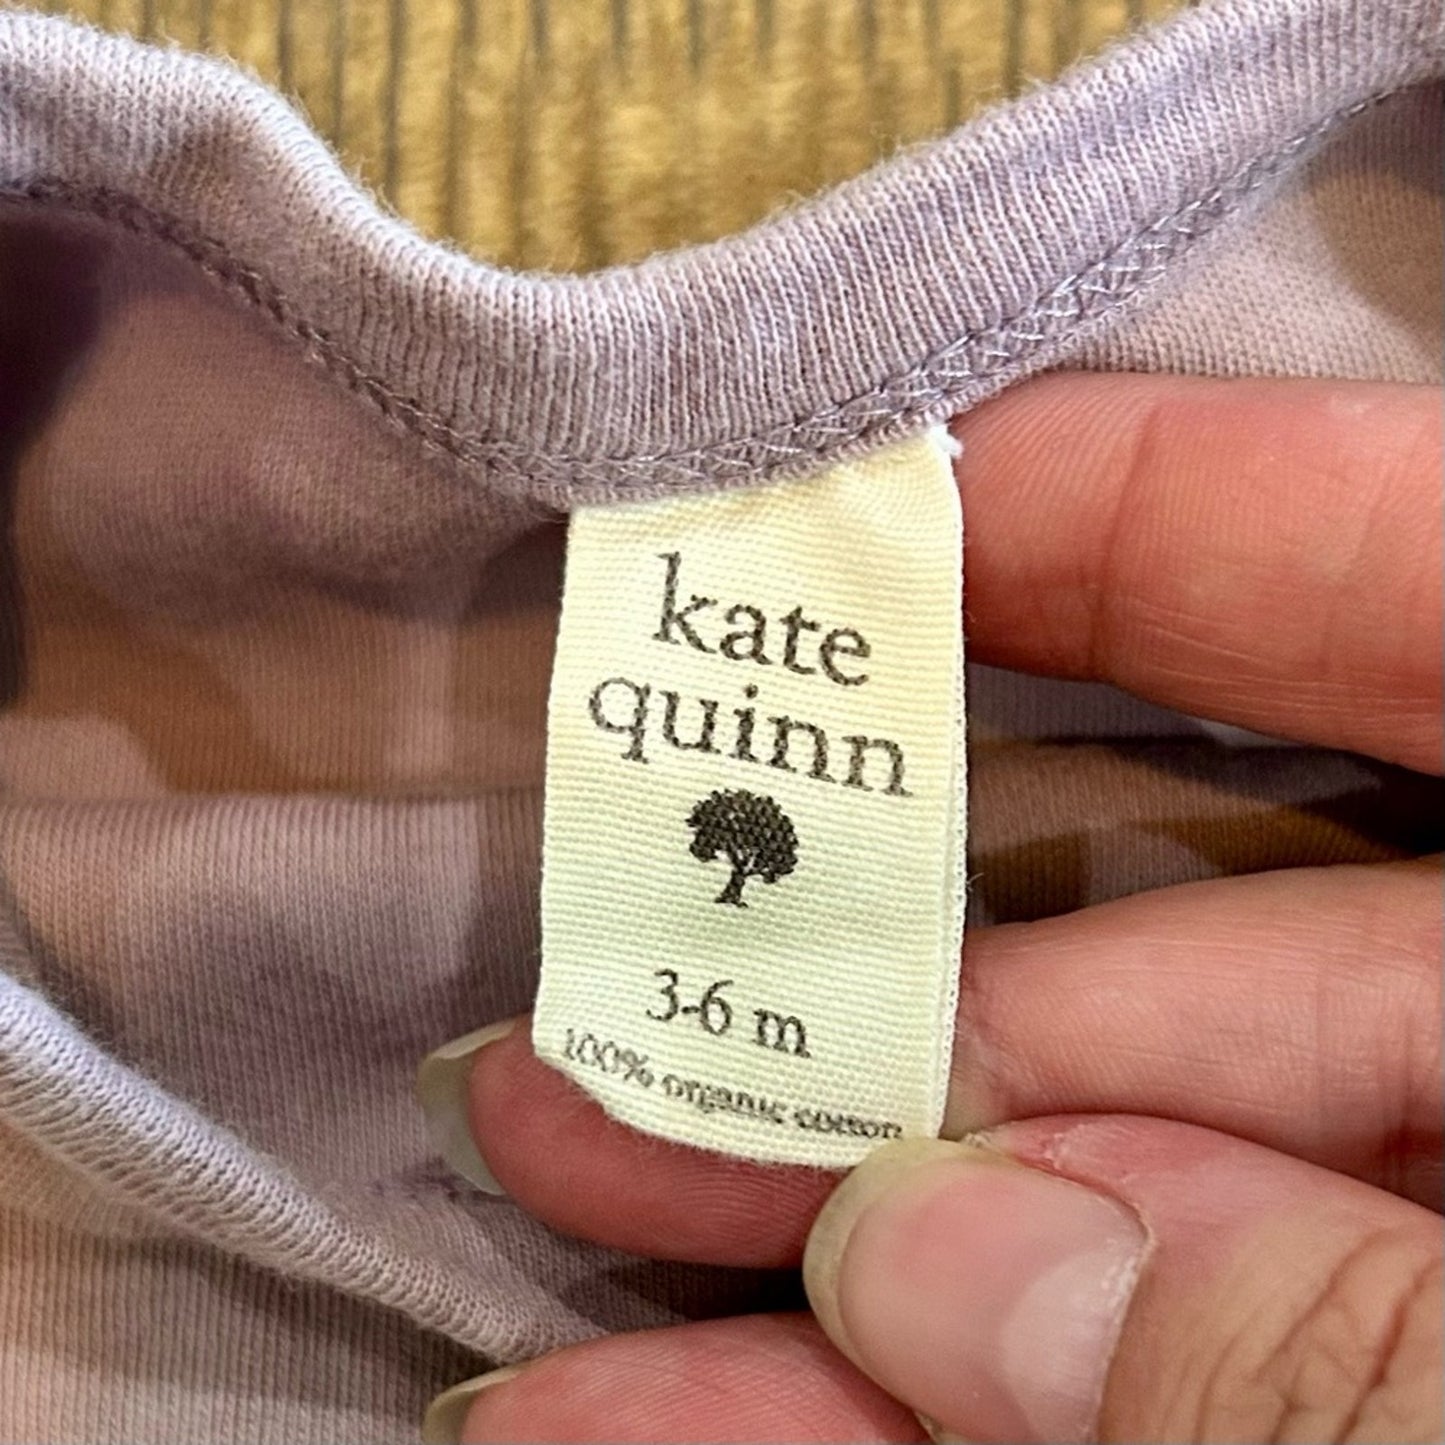 kate
quinn
3-6 m
100% organic cotton